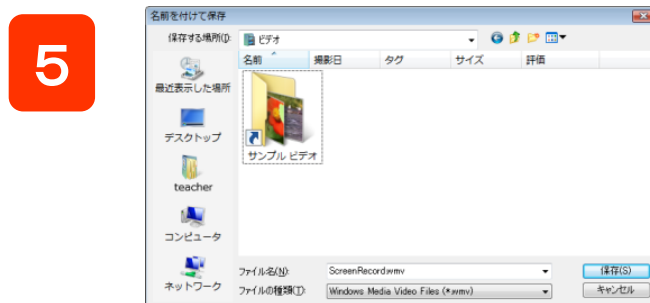 5
名前を付けて保存
保存する場所(I):
ビデオ
名前 撮影日 タグ サイズ 評価
最近表示した場所
デスクトップ
teacher
コンピュータ
ネットワーク
サンプル ビデオ
ファイル名(N): ScreenRecord.wmv 保存(S)
ファイルの種類(T): Windows Media Video Files (*.wmv) キャンセル